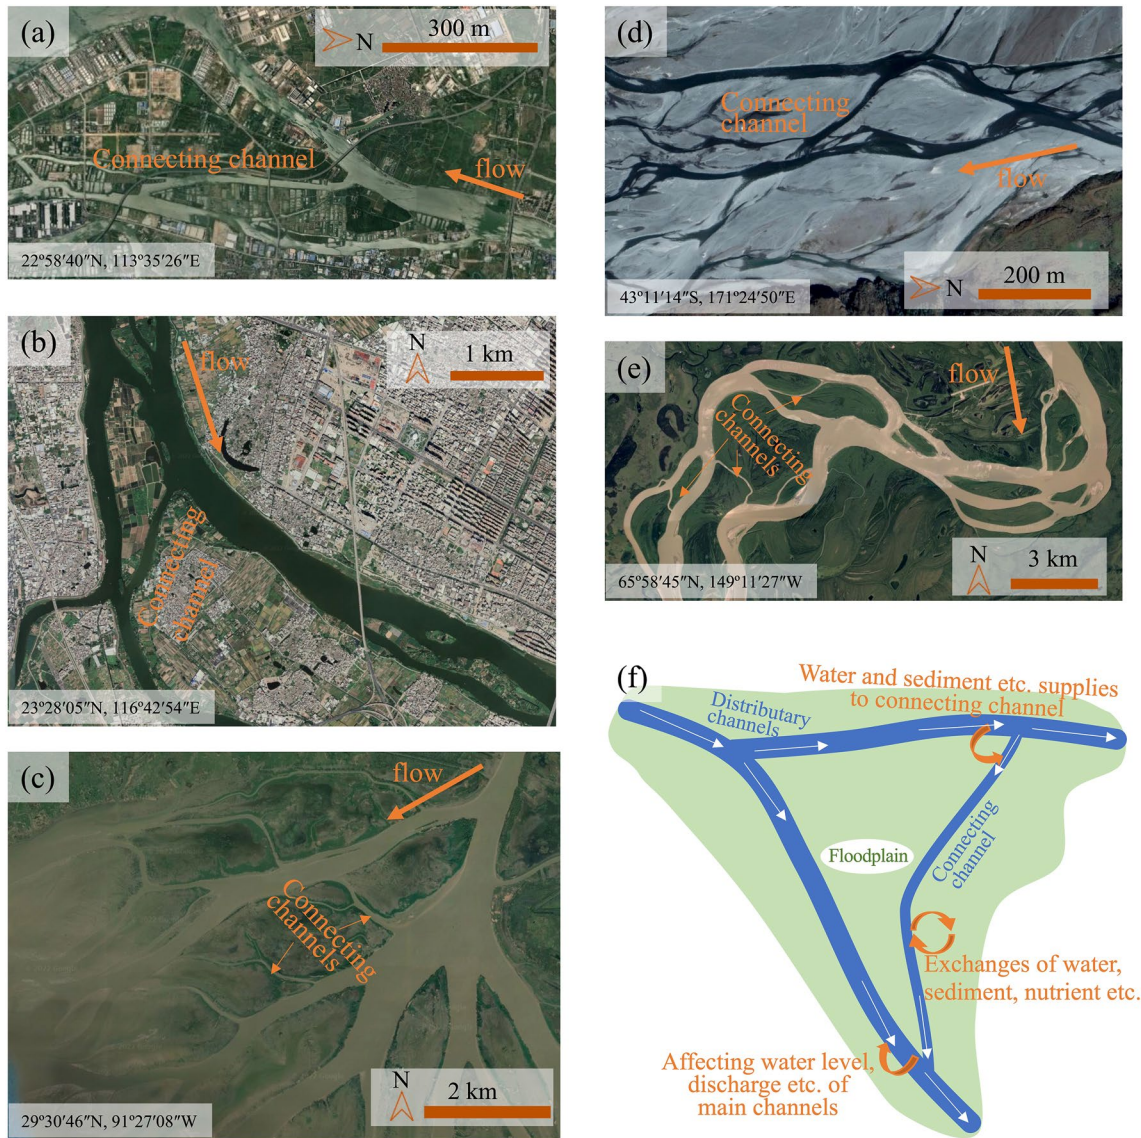 (a)
N
300 m
Connecting channel
flow
22°58′40″N, 113°35′26″E
(b)
flow
N
1 km
Connecting
channel
23°28′05″N, 116°42′54″E
(c)
flow
Connecting
channels
N
2 km
29°30′46″N, 91°27′08″W
(d)
Connecting
channel
flow
N
200 m
43°11′14″S, 171°24′50″E
(e)
flow
Connecting
channels
N
3 km
65°58′45″N, 149°11′27″W
(f)
Water and sediment etc. supplies
to connecting channel
Distributary
channels
Connecting
channel
Floodplain
Exchanges of water,
sediment, nutrient etc.
Affecting water level,
discharge etc. of
main channels